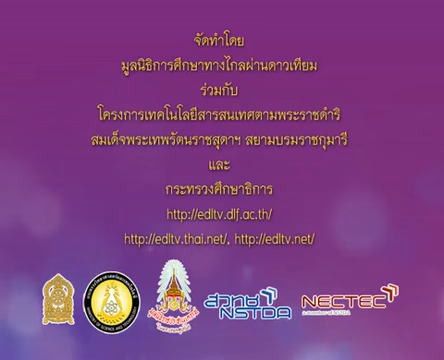 จัดทำโดย
มูลนิธิการศึกษาทางไกลผ่านดาวเทียม
ร่วมกับ
โครงการเทคโนโลยีสารสนเทศตามพระราชดำริ
สมเด็จพระเทพรัตนราชสุดาฯ สยามบรมราชกุมารี
และ
กระทรวงศึกษาธิการ
http://edltv.dlf.ac.th/
http://edltv.thai.net/, http://edltv.net/
สวทช
NSTDA
NECTEC